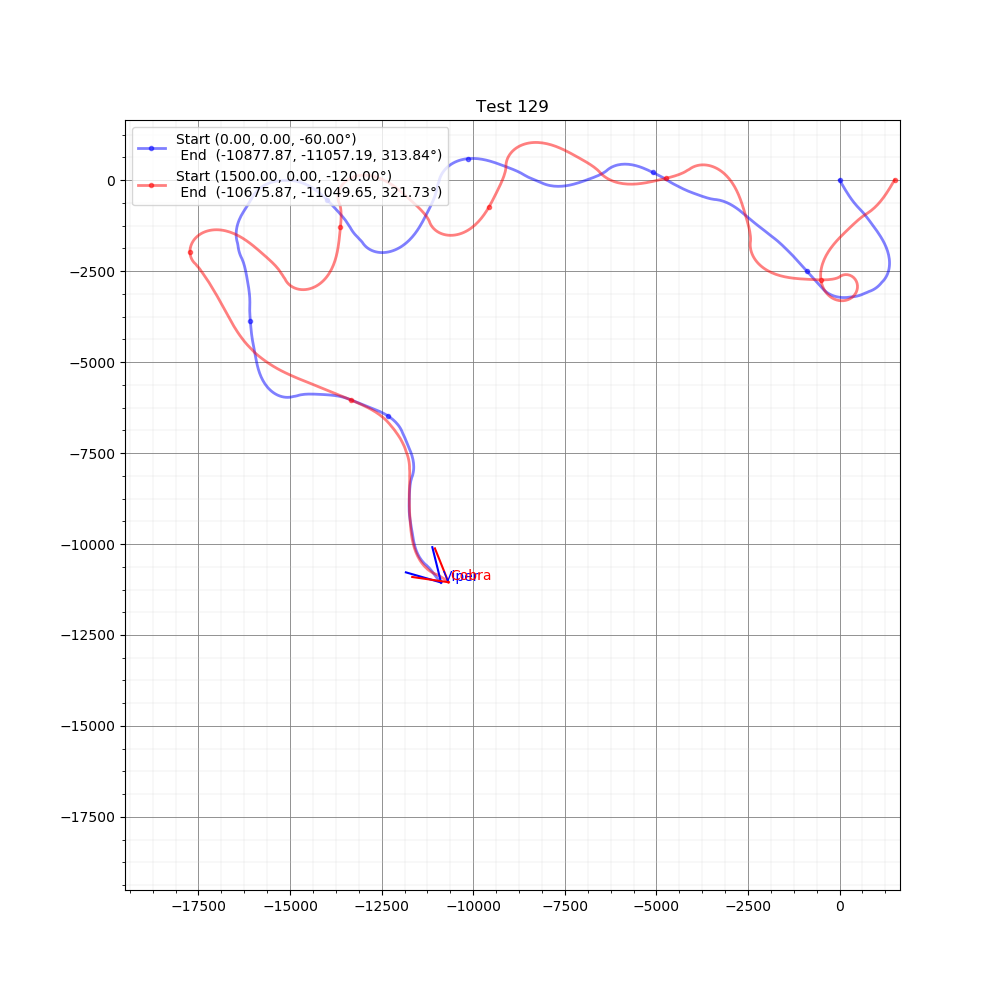 Test 129
Start (0.00, 0.00, -60.00°)
End  (-10877.87, -11057.19, 313.84°)
Start (1500.00, 0.00, -120.00°)
End  (-10675.87, -11049.65, 321.73°)
0
−2500
−5000
−7500
−10000
−12500
−15000
−17500
Viper
Cobra
−17500 −15000 −12500 −10000 −7500 −5000 −2500 0